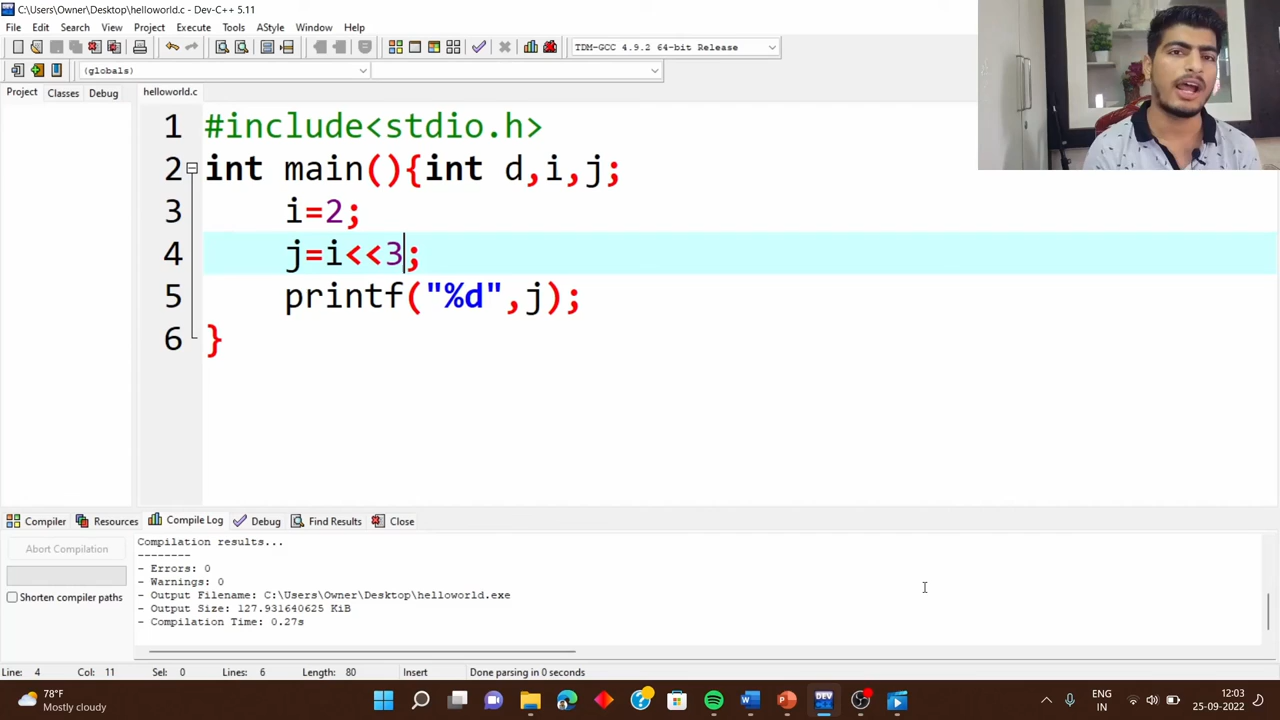 C:\Users\Owner\Desktop\helloworld.c - Dev-C++ 5.11
File Edit Search View Project Execute Tools AStyle Window Help
TDM-GCC 4.9.2 64-bit Release
(globals)
Project Classes Debug
helloworld.c
1 #include<stdio.h>
2 int main(){int d,i,j;
3 i=2;
4 j=i<<3;
5 printf("%d",j);
6 }
Compiler Resources Compile Log Debug Find Results Close
Abort Compilation
Shorten compiler paths
Compilation results...
--------
- Errors: 0
- Warnings: 0
- Output Filename: C:\Users\Owner\Desktop\helloworld.exe
- Output Size: 127.931640625 KiB
- Compilation Time: 0.27s
Line: 4 Col: 11 Sel: 0 Lines: 6 Length: 80 Insert Done parsing in 0 seconds
78°F
Mostly cloudy
W
P
DEV
ENG
IN
12:03
25-09-2022